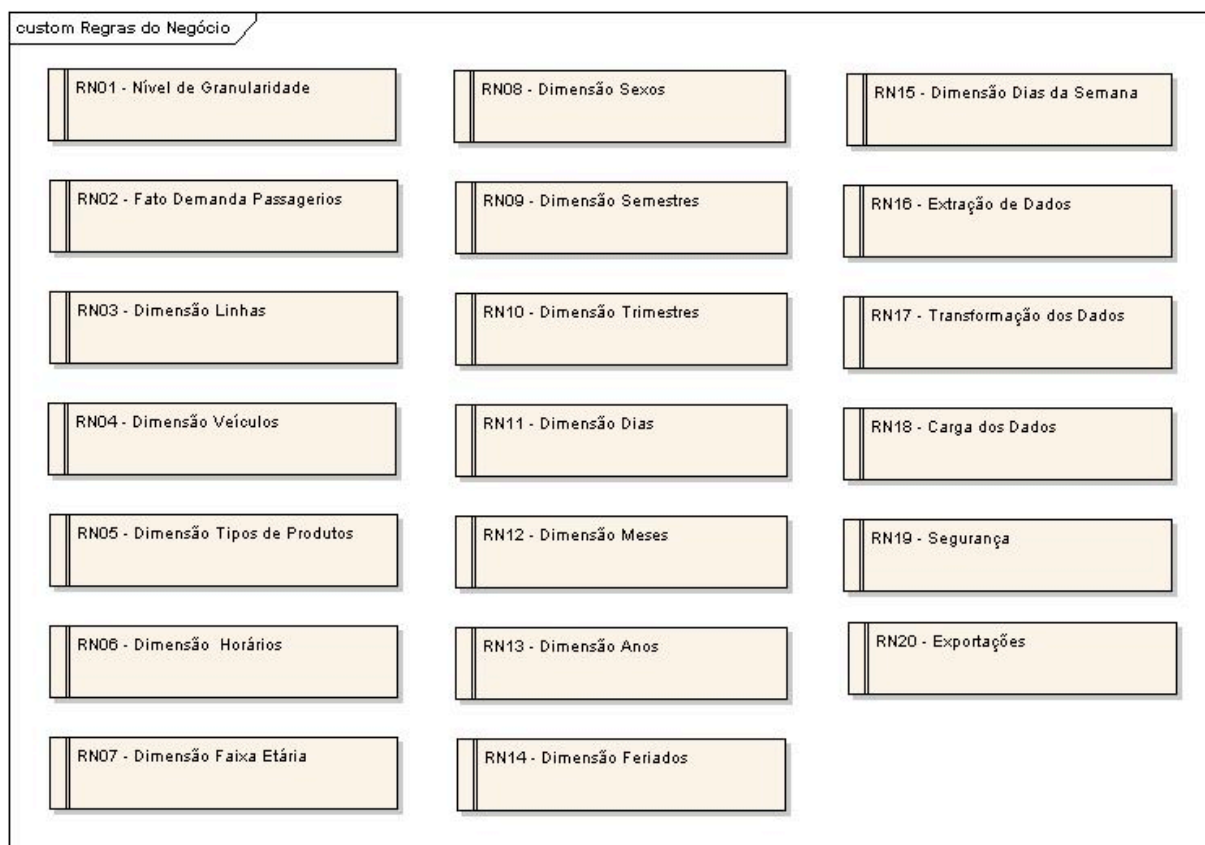 custom Regras do Negócio
RN01 - Nível de Granularidade
RN02 - Fato Demanda Passagerios
RN03 - Dimensão Linhas
RN04 - Dimensão Veículos
RN05 - Dimensão Tipos de Produtos
RN06 - Dimensão Horários
RN07 - Dimensão Faixa Etária
RN08 - Dimensão Sexos
RN09 - Dimensão Semestres
RN10 - Dimensão Trimestres
RN11 - Dimensão Dias
RN12 - Dimensão Meses
RN13 - Dimensão Anos
RN14 - Dimensão Feriados
RN15 - Dimensão Dias da Semana
RN16 - Extração de Dados
RN17 - Transformação dos Dados
RN18 - Carga dos Dados
RN19 - Segurança
RN20 - Exportações